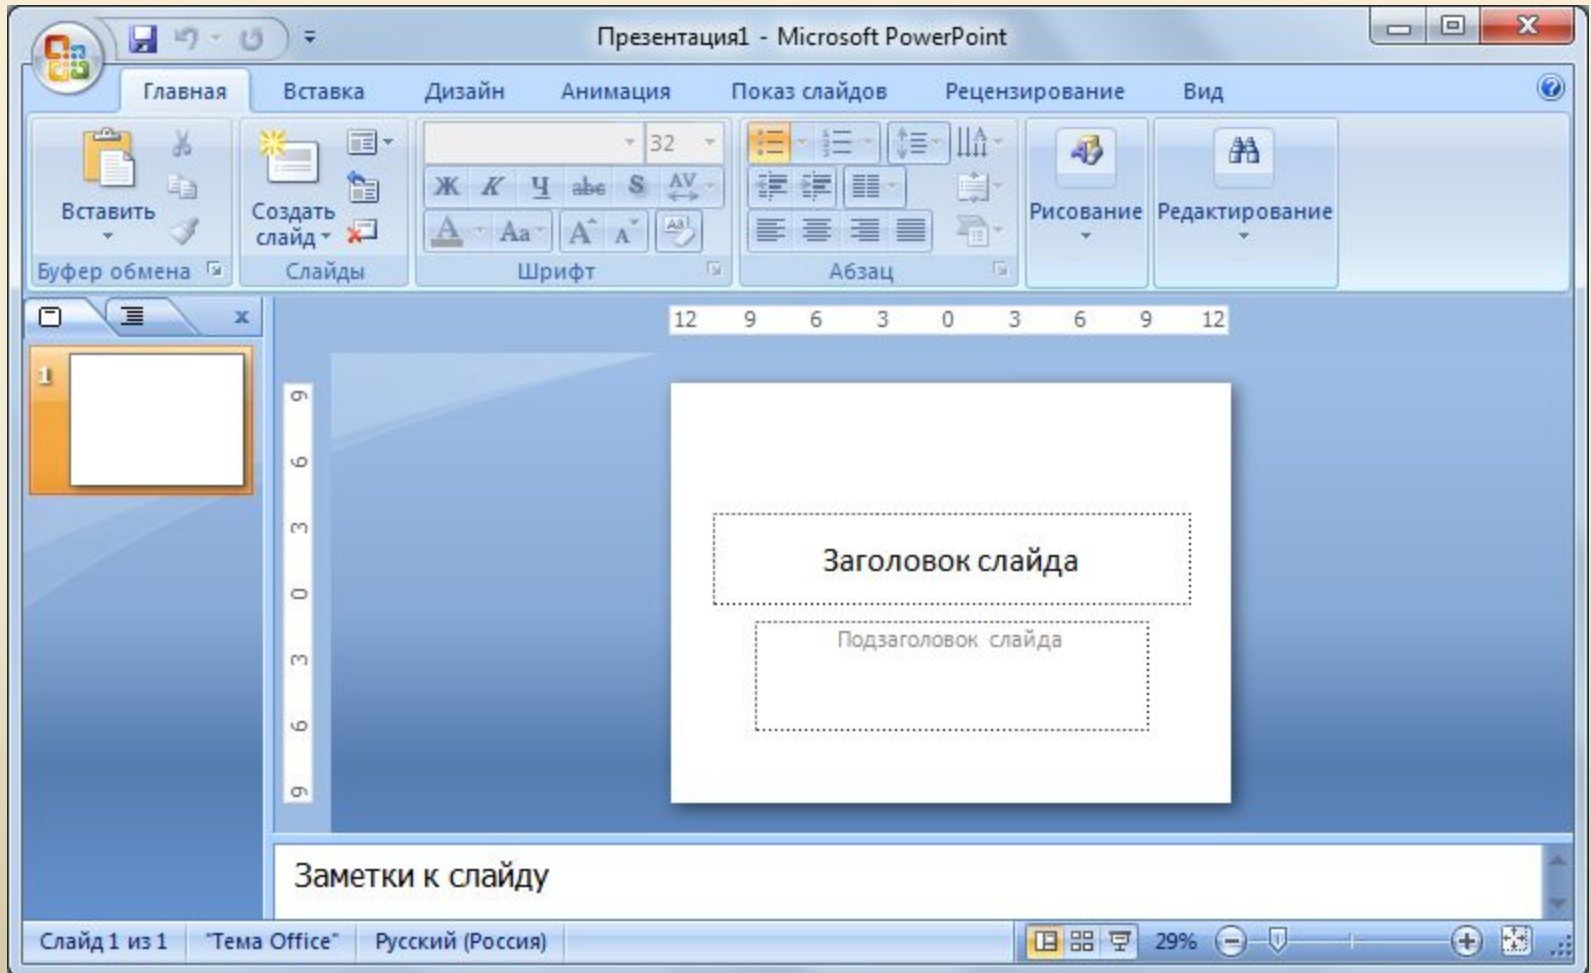 Презентация1 - Microsoft PowerPoint
Главная Вставка Дизайн Анимация Показ слайдов Рецензирование Вид
32
Ж К Ч abc S AV
Вставить
Создать
слайд
А Aa A A Aa
Рисование Редактирование
Буфер обмена Слайды Шрифт Абзац
12 9 6 3 0 3 6 9 12
1
9
6
3
0
3
6
9
Заголовок слайда
Подзаголовок слайда
Заметки к слайду
Слайд 1 из 1 "Тема Office" Русский (Россия) 29%